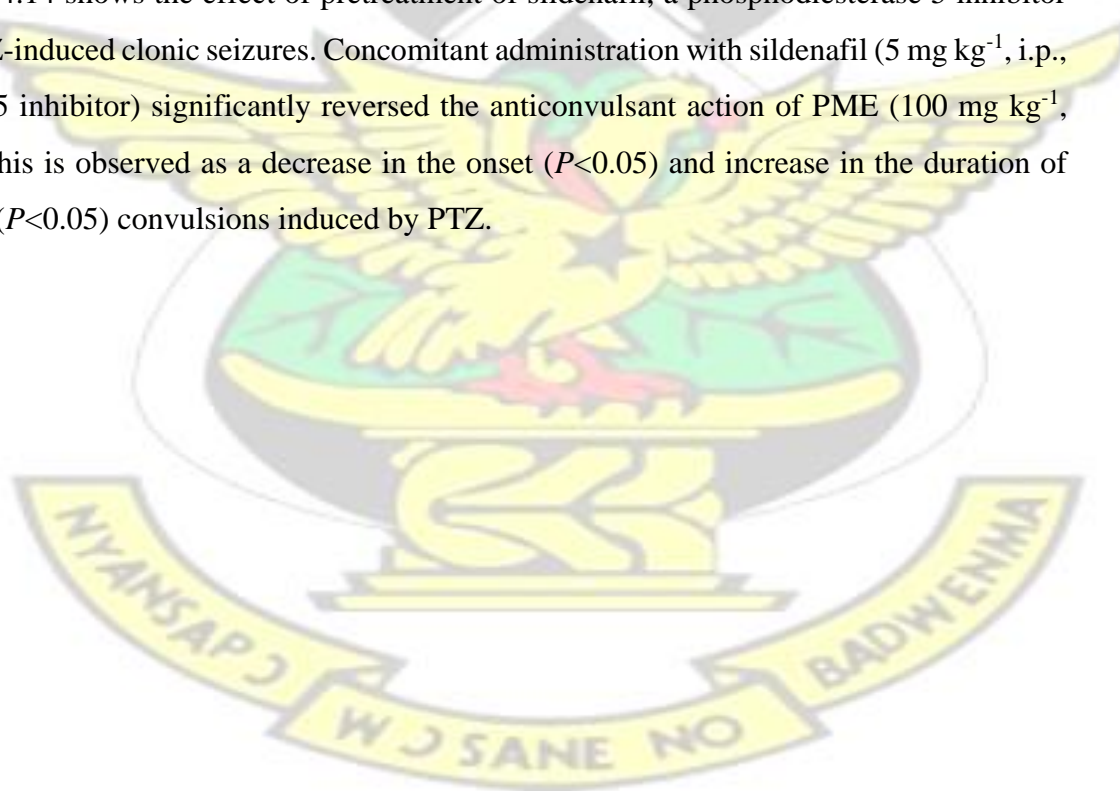 4.14 shows the effect of pretreatment of sildenafil, a phosphodiesterase 5 inhibitor
Z-induced clonic seizures. Concomitant administration with sildenafil (5 mg kg-1, i.p.,
5 inhibitor) significantly reversed the anticonvulsant action of PME (100 mg kg-1,
his is observed as a decrease in the onset (P<0.05) and increase in the duration of
(P<0.05) convulsions induced by PTZ.
NYANSAPƆ
WƆSANE NO
BADWENMA